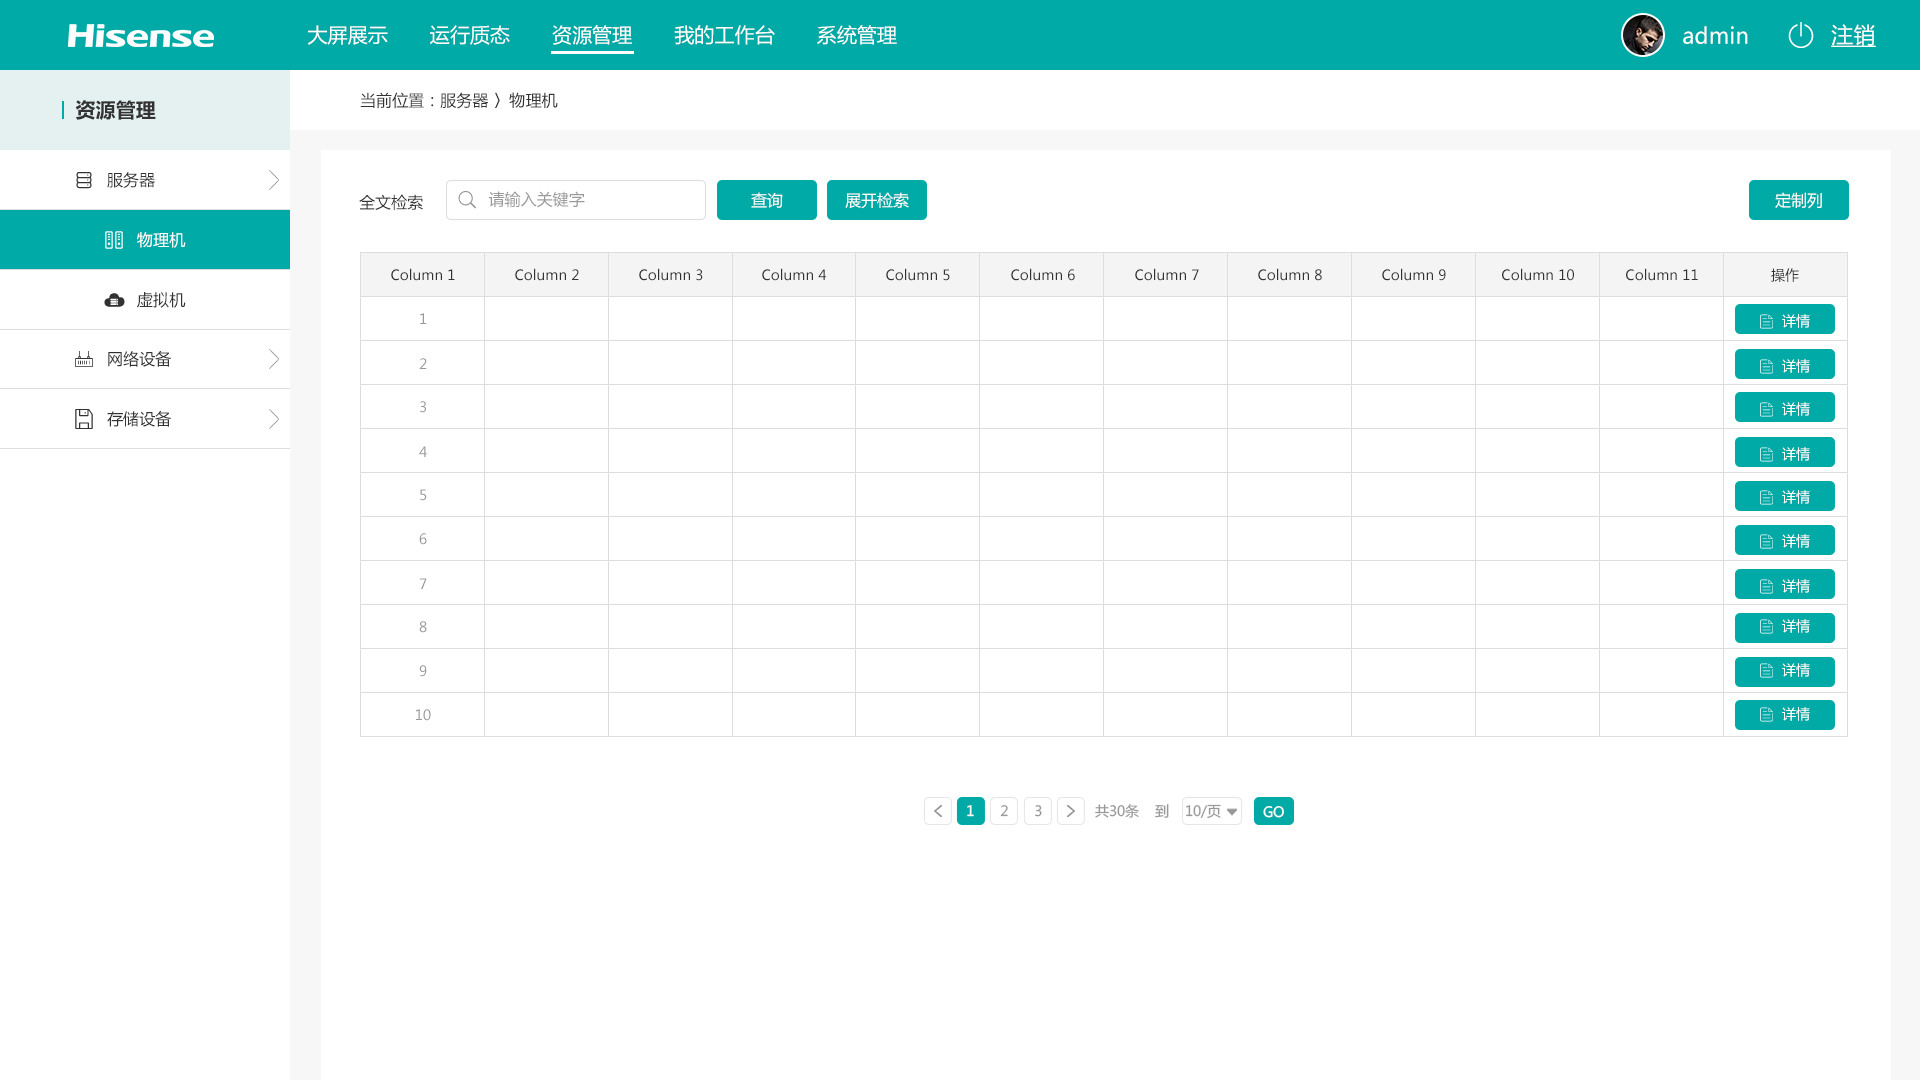 Hisense 大屏展示 运行质态 资源管理 我的工作台 系统管理 admin 注销
资源管理
服务器
物理机
虚拟机
网络设备
存储设备
当前位置：服务器 〉物理机
全文检索 请输入关键字 查询 展开检索 定制列
Column 1 Column 2 Column 3 Column 4 Column 5 Column 6 Column 7 Column 8 Column 9 Column 10 Column 11 操作
1 详情
2 详情
3 详情
4 详情
5 详情
6 详情
7 详情
8 详情
9 详情
10 详情
1 2 3 共30条 到 10/页 GO